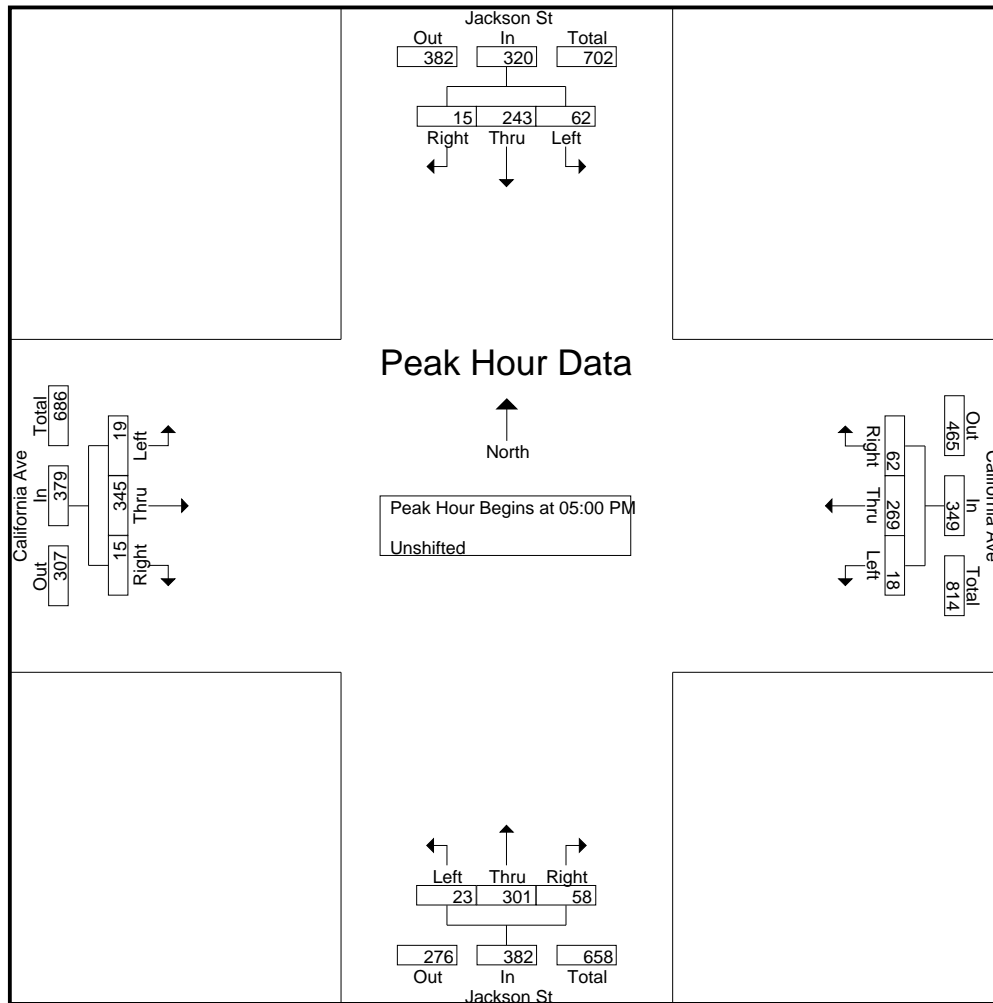 Jackson St
Out In Total
382 320 702
15 243 62
Right Thru Left
Peak Hour Data
North
Peak Hour Begins at 05:00 PM
Unshifted
California Ave
Total In Out
686 379 307
19 345 15
Left Thru Right
California Ave
Out In Total
465 349 814
62 269 18
Right Thru Left
Left Thru Right
23 301 58
276 382 658
Out In Total
Jackson St